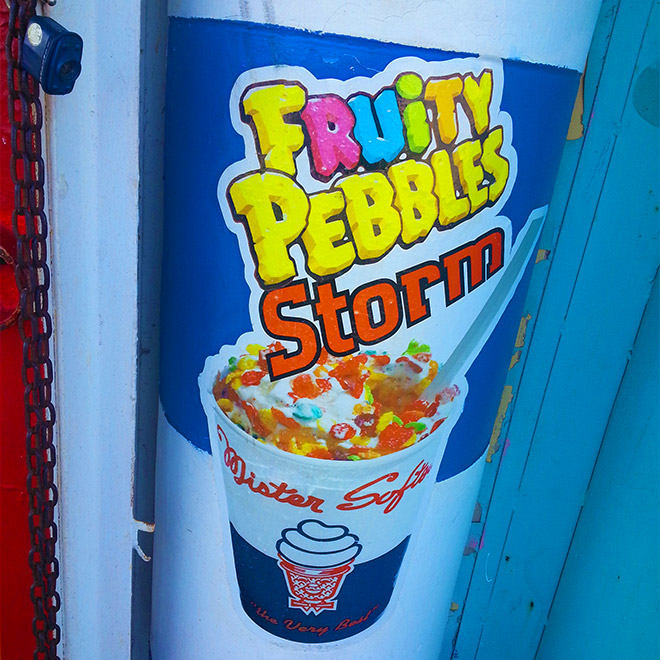 FRUiTY
PEBBLES
Storm
Mister Softee
"the Very Best"